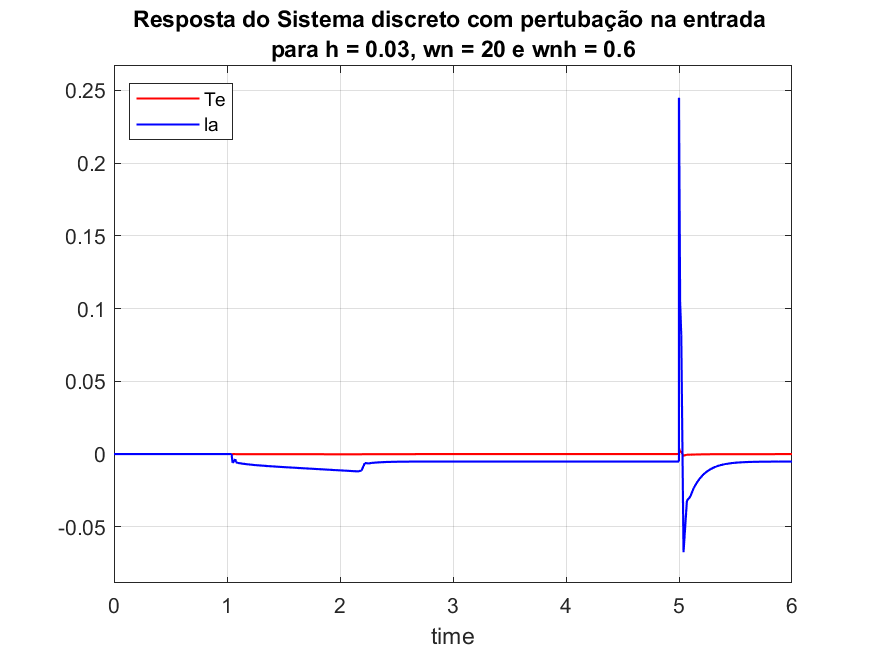 Resposta do Sistema discreto com pertubação na entrada
para h = 0.03, wn = 20 e wnh = 0.6
Te
Ia
0.25
0.2
0.15
0.1
0.05
0
-0.05
0 1 2 3 4 5 6
time